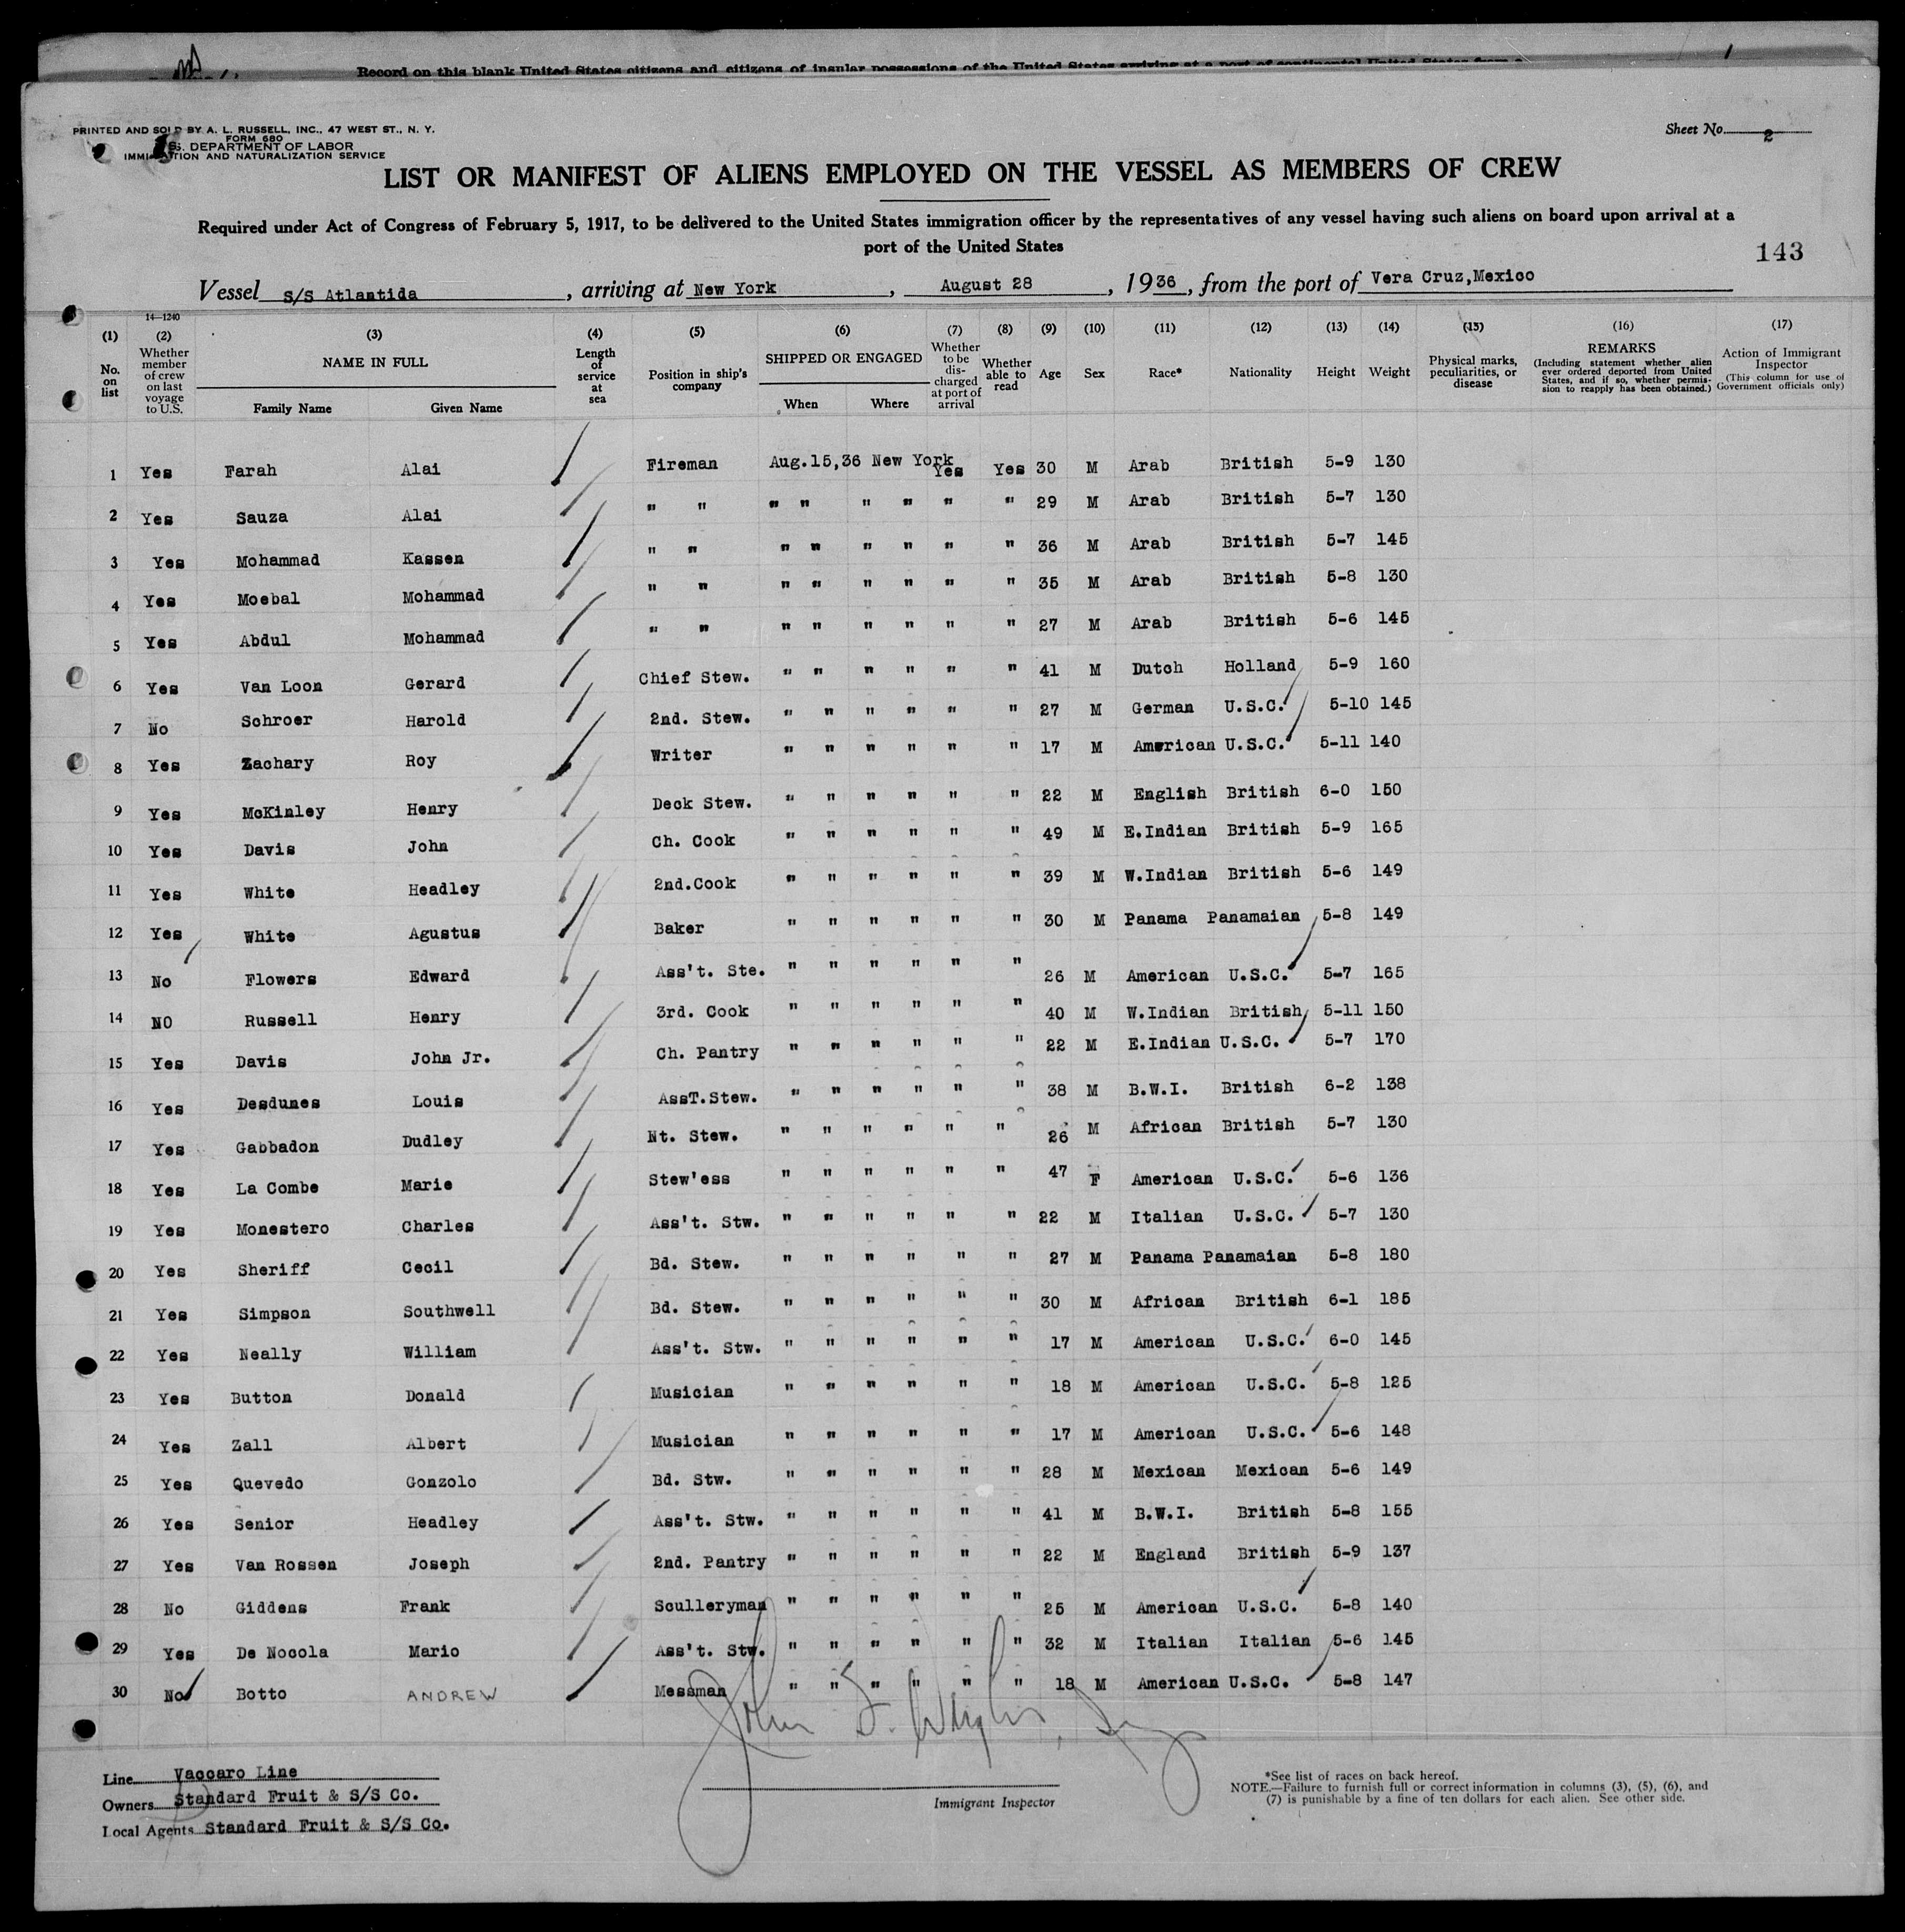 Record on this blank United States citizens and citizens of insular possessions of the United States arriving at a port of continental United States from a
PRINTED AND SOLD BY A. L. RUSSELL, INC., 47 WEST ST., N. Y.
FORM 680
U.S. DEPARTMENT OF LABOR
IMMIGRATION AND NATURALIZATION SERVICE
Sheet No. 2
LIST OR MANIFEST OF ALIENS EMPLOYED ON THE VESSEL AS MEMBERS OF CREW
Required under Act of Congress of February 5, 1917, to be delivered to the United States immigration officer by the representatives of any vessel having such aliens on board upon arrival at a
port of the United States
143
Vessel S/S Atlantida, arriving at New York, August 28, 1936, from the port of Vera Cruz,Mexico
14—1240
(1) (2) (3) (4) (5) (6) (7) (8) (9) (10) (11) (12) (13) (14) (15) (16) (17)
No. on list Whether member of crew on last voyage to U.S. NAME IN FULL Family Name Given Name Length of service at sea Position in ship's company SHIPPED OR ENGAGED When Where Whether to be discharged at port of arrival Whether able to read Age Sex Race* Nationality Height Weight Physical marks, peculiarities, or disease REMARKS (Including statement whether alien ever ordered deported from United States, and if so, whether permission to reapply has been obtained.) Action of Immigrant Inspector (This column for use of Government officials only)
1 Yes Farah Alai Fireman Aug.15,36 New York Yes Yes 30 M Arab British 5-9 130
2 Yes Sauza Alai " " " " " " " " 29 M Arab British 5-7 130
3 Yes Mohammad Kassen " " " " " " " " 36 M Arab British 5-7 145
4 Yes Moebal Mohammad " " " " " " " " 35 M Arab British 5-8 130
5 Yes Abdul Mohammad " " " " " " " " 27 M Arab British 5-6 145
6 Yes Van Loon Gerard Chief Stew. " " " " " " 41 M Dutch Holland 5-9 160
7 No Schroer Harold 2nd. Stew. " " " " " " 27 M German U.S.C. 5-10 145
8 Yes Zachary Roy Writer " " " " " " 17 M American U.S.C. 5-11 140
9 Yes McKinley Henry Deck Stew. " " " " " " 22 M English British 6-0 150
10 Yes Davis John Ch. Cook " " " " " " 49 M E.Indian British 5-9 165
11 Yes White Headley 2nd.Cook " " " " " " 39 M W.Indian British 5-6 149
12 Yes White Agustus Baker " " " " " " 30 M Panama Panamaian 5-8 149
13 No Flowers Edward Ass't. Ste. " " " " " " 26 M American U.S.C. 5-7 165
14 NO Russell Henry 3rd. Cook " " " " " " 40 M W.Indian British 5-11 150
15 Yes Davis John Jr. Ch. Pantry " " " " " " 22 M E.Indian U.S.C. 5-7 170
16 Yes Desdunes Louis AssT.Stew. " " " " " " 38 M B.W.I. British 6-2 138
17 Yes Gabbadon Dudley Nt. Stew. " " " " " " 26 M African British 5-7 130
18 Yes La Combe Marie Stew'ess " " " " " " 47 F American U.S.C. 5-6 136
19 Yes Monestero Charles Ass't. Stw. " " " " " " 22 M Italian U.S.C. 5-7 130
20 Yes Sheriff Cecil Bd. Stew. " " " " " " 27 M Panama Panamaian 5-8 180
21 Yes Simpson Southwell Bd. Stew. " " " " " " 30 M African British 6-1 185
22 Yes Neally William Ass't. Stw. " " " " " " 17 M American U.S.C. 6-0 145
23 Yes Button Donald Musician " " " " " " 18 M American U.S.C. 5-8 125
24 Yes Zall Albert Musician " " " " " " 17 M American U.S.C. 5-6 148
25 Yes Quevedo Gonzolo Bd. Stw. " " " " " " 28 M Mexican Mexican 5-6 149
26 Yes Senior Headley Ass't. Stw. " " " " " " 41 M B.W.I. British 5-8 155
27 Yes Van Rossen Joseph 2nd. Pantry " " " " " " 22 M England British 5-9 137
28 No Giddens Frank Sculleryman " " " " " " 25 M American U.S.C. 5-8 140
29 Yes De Nocola Mario Ass't. Stw. " " " " " " 32 M Italian Italian 5-6 145
30 No Botto ANDREW Messman " " " " " " 18 M American U.S.C. 5-8 147
Line Vaccaro Line
Owners Standard Fruit & S/S Co.
Local Agents Standard Fruit & S/S Co.
John
Immigrant Inspector
*See list of races on back hereof.
NOTE.—Failure to furnish full or correct information in columns (3), (5), (6), and
(7) is punishable by a fine of ten dollars for each alien. See other side.